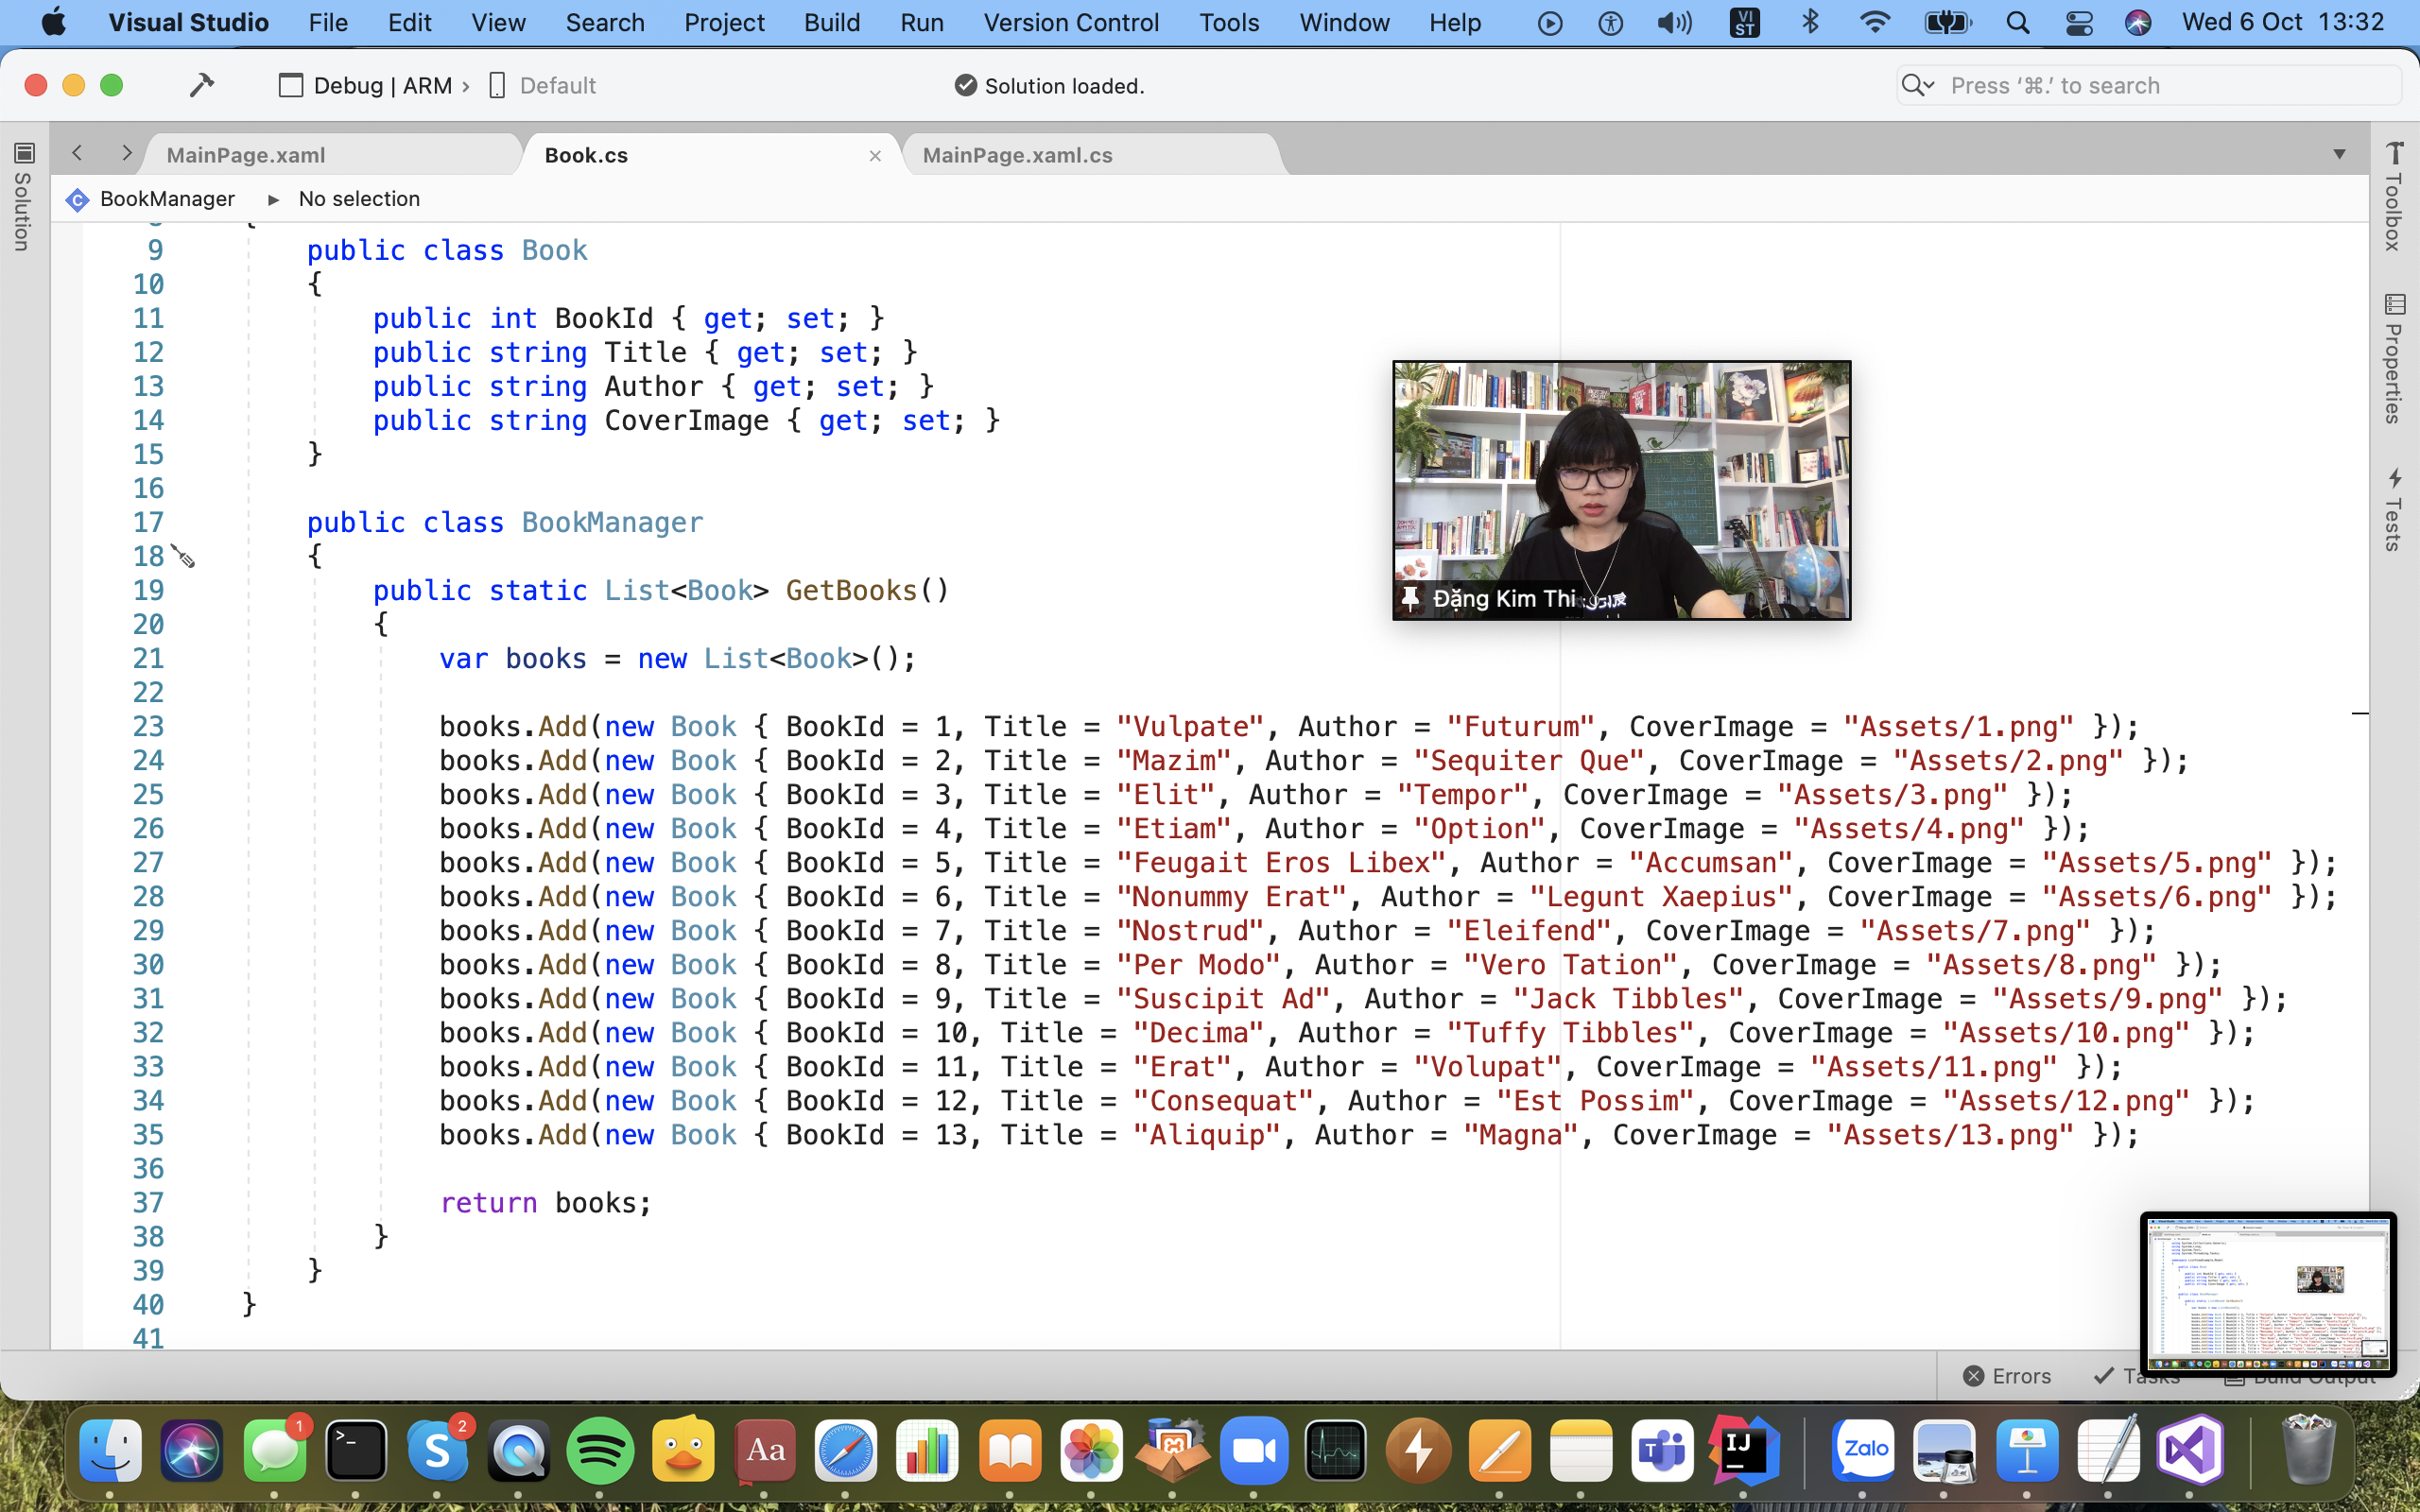 Visual Studio File Edit View Search Project Build Run Version Control Tools Window Help VI ST Wed 6 Oct 13:32
Debug | ARM › Default Solution loaded. Press ‘⌘.’ to search
MainPage.xaml Book.cs MainPage.xaml.cs
BookManager ▸ No selection
Solution
Toolbox
Properties
Tests
9 public class Book
10 {
11 public int BookId { get; set; }
12 public string Title { get; set; }
13 public string Author { get; set; }
14 public string CoverImage { get; set; }
15 }
16
17 public class BookManager
18 {
19 public static List<Book> GetBooks()
20 {
21 var books = new List<Book>();
22
23 books.Add(new Book { BookId = 1, Title = "Vulpate", Author = "Futurum", CoverImage = "Assets/1.png" });
24 books.Add(new Book { BookId = 2, Title = "Mazim", Author = "Sequiter Que", CoverImage = "Assets/2.png" });
25 books.Add(new Book { BookId = 3, Title = "Elit", Author = "Tempor", CoverImage = "Assets/3.png" });
26 books.Add(new Book { BookId = 4, Title = "Etiam", Author = "Option", CoverImage = "Assets/4.png" });
27 books.Add(new Book { BookId = 5, Title = "Feugait Eros Libex", Author = "Accumsan", CoverImage = "Assets/5.png" });
28 books.Add(new Book { BookId = 6, Title = "Nonummy Erat", Author = "Legunt Xaepius", CoverImage = "Assets/6.png" });
29 books.Add(new Book { BookId = 7, Title = "Nostrud", Author = "Eleifend", CoverImage = "Assets/7.png" });
30 books.Add(new Book { BookId = 8, Title = "Per Modo", Author = "Vero Tation", CoverImage = "Assets/8.png" });
31 books.Add(new Book { BookId = 9, Title = "Suscipit Ad", Author = "Jack Tibbles", CoverImage = "Assets/9.png" });
32 books.Add(new Book { BookId = 10, Title = "Decima", Author = "Tuffy Tibbles", CoverImage = "Assets/10.png" });
33 books.Add(new Book { BookId = 11, Title = "Erat", Author = "Volupat", CoverImage = "Assets/11.png" });
34 books.Add(new Book { BookId = 12, Title = "Consequat", Author = "Est Possim", CoverImage = "Assets/12.png" });
35 books.Add(new Book { BookId = 13, Title = "Aliquip", Author = "Magna", CoverImage = "Assets/13.png" });
36
37 return books;
38 }
39 }
40 }
41
Đặng Kim Thi
Errors Tasks Build Output
1 >_ S 2 Aa T IJ Zalo